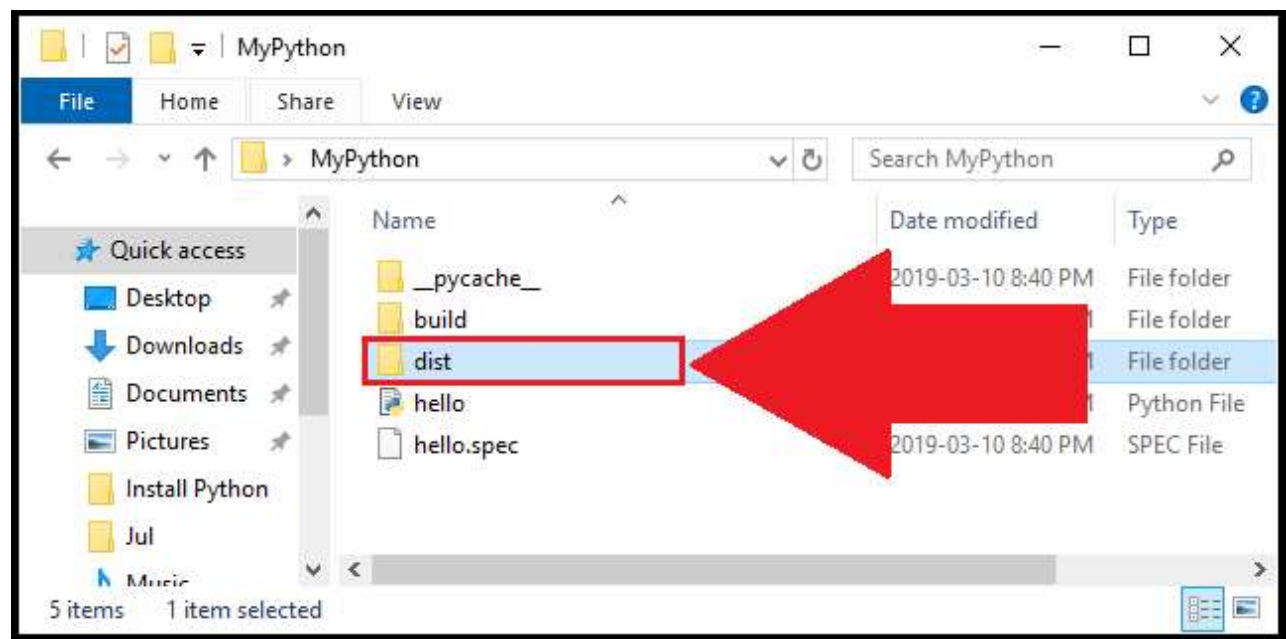 MyPython
File Home Share View
MyPython Search MyPython
Name Date modified Type
Quick access
Desktop
Downloads
Documents
Pictures
Install Python
Jul
Music
__pycache__ 2019-03-10 8:40 PM File folder
build File folder
dist File folder
hello Python File
hello.spec 2019-03-10 8:40 PM SPEC File
5 items 1 item selected